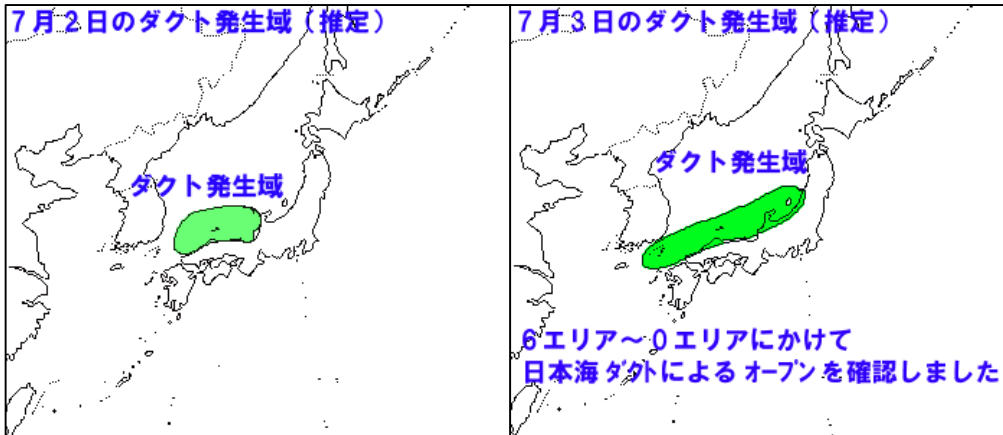 7月2日のダクト発生域(推定)
ダクト発生域
7月3日のダクト発生域(推定)
ダクト発生域
6エリア～0エリアにかけて
日本海ダクトによるオープンを確認しました